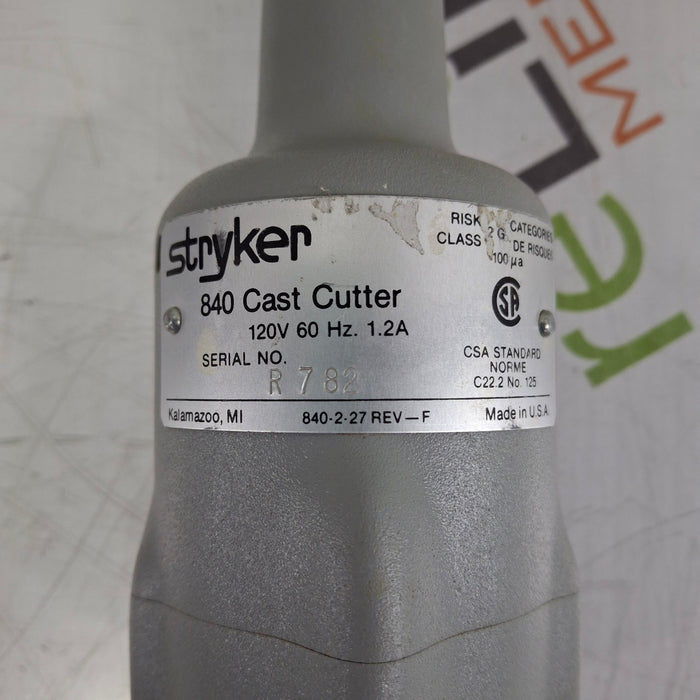 stryker
840 Cast Cutter
120V 60 Hz. 1.2A
SERIAL NO.
R 782
Kalamazoo, MI
840-2-27 REV—F
RISK 2 G CATEGORIES
CLASS DE RISQUE
100 µa
CSA STANDARD
NORME
C22.2 No. 125
Made in U.S.A.